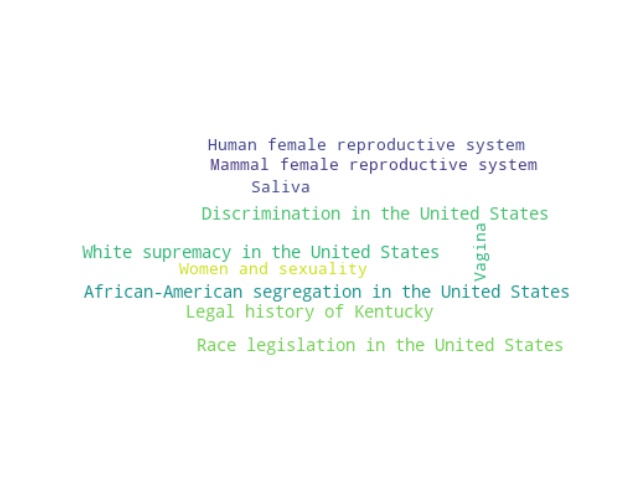 Human female reproductive system
Mammal female reproductive system
Saliva
Discrimination in the United States
Vagina
White supremacy in the United States
Women and sexuality
African-American segregation in the United States
Legal history of Kentucky
Race legislation in the United States